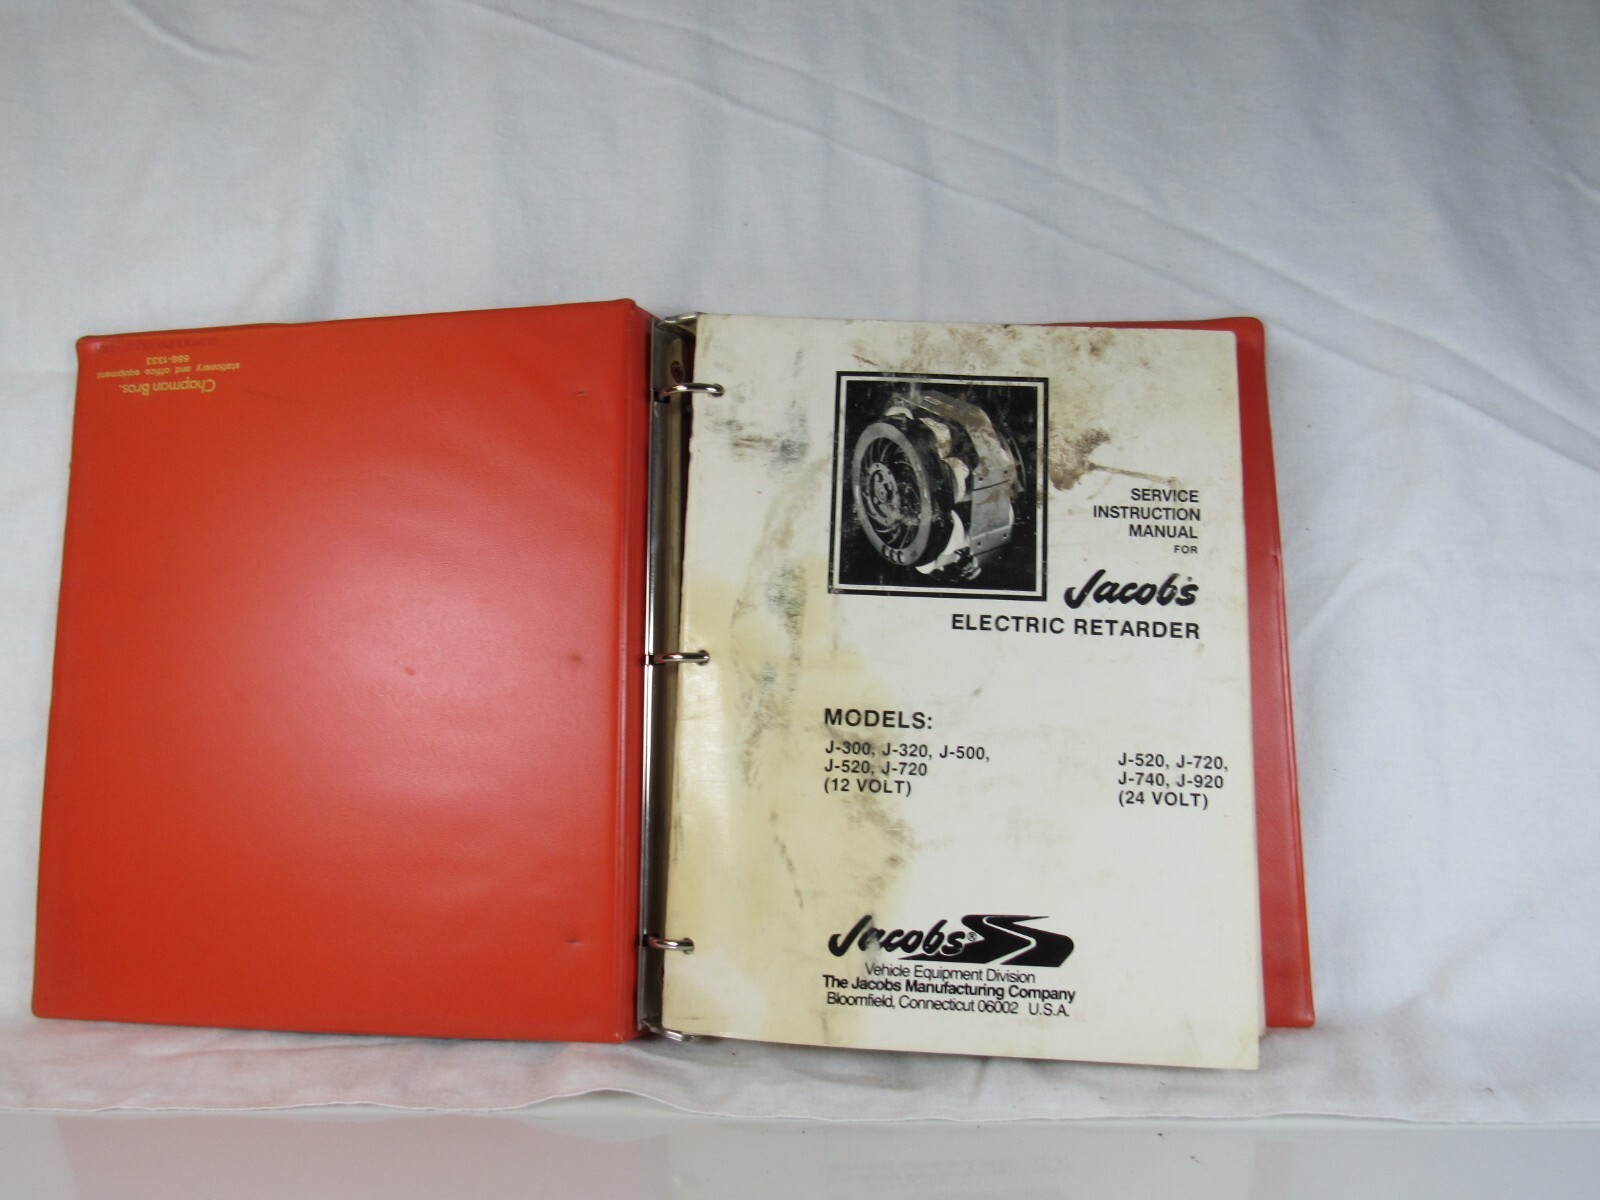 Chapman Bros.
stationery and office equipment
686-1333
SERVICE
INSTRUCTION
MANUAL
FOR
Jacobs
ELECTRIC RETARDER
MODELS:
J-300, J-320, J-500,
J-520, J-720
(12 VOLT)
J-520, J-720,
J-740, J-920
(24 VOLT)
Jacobs®
Vehicle Equipment Division
The Jacobs Manufacturing Company
Bloomfield, Connecticut 06002 U.S.A.